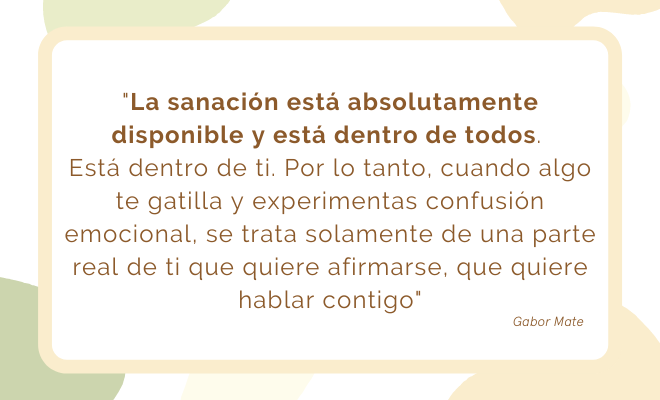 "La sanación está absolutamente
disponible y está dentro de todos.
Está dentro de ti. Por lo tanto, cuando algo
te gatilla y experimentas confusión
emocional, se trata solamente de una parte
real de ti que quiere afirmarse, que quiere
hablar contigo"
Gabor Mate